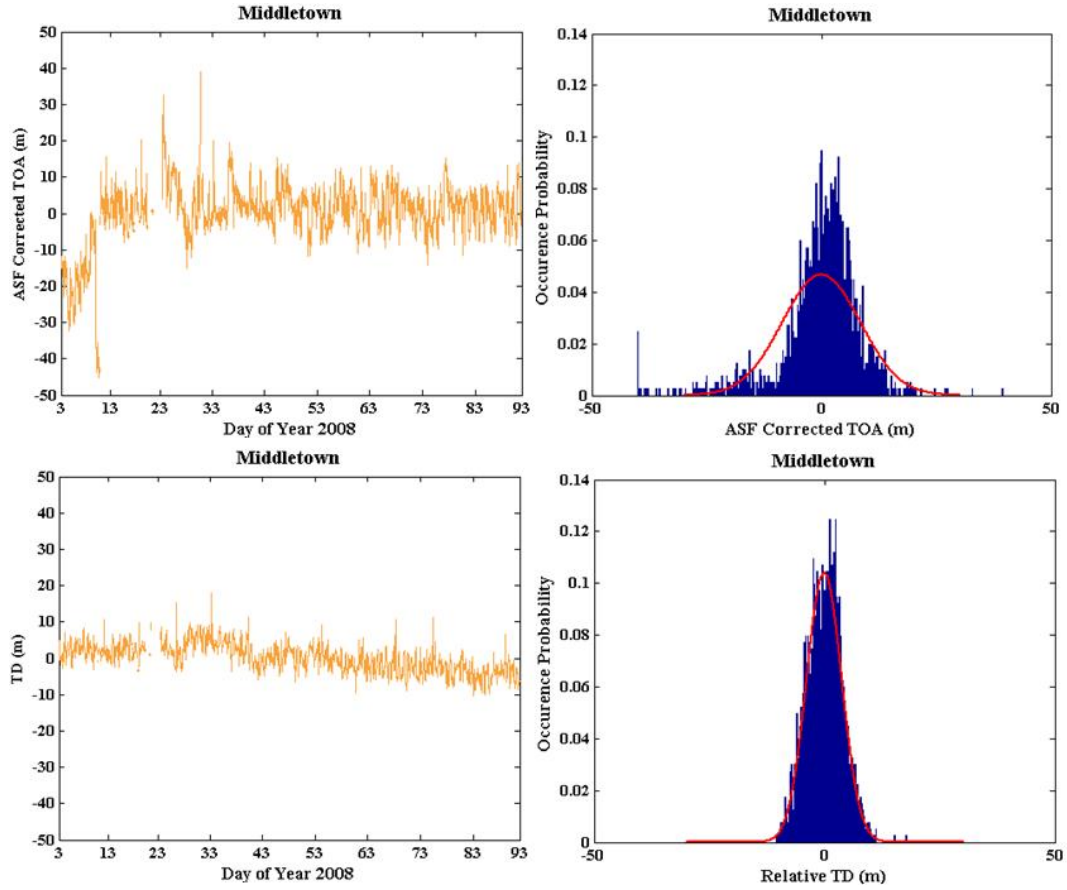 Middletown
ASF Corrected TOA (m)
50
40
30
20
10
0
-10
-20
-30
-40
-50
3 13 23 33 43 53 63 73 83 93
Day of Year 2008
Middletown
Occurence Probability
0.14
0.12
0.1
0.08
0.06
0.04
0.02
0
-50 0 50
ASF Corrected TOA (m)
Middletown
TD (m)
50
40
30
20
10
0
-10
-20
-30
-40
-50
3 13 23 33 43 53 63 73 83 93
Day of Year 2008
Middletown
Occurence Probability
0.14
0.12
0.1
0.08
0.06
0.04
0.02
0
-50 0 50
Relative TD (m)